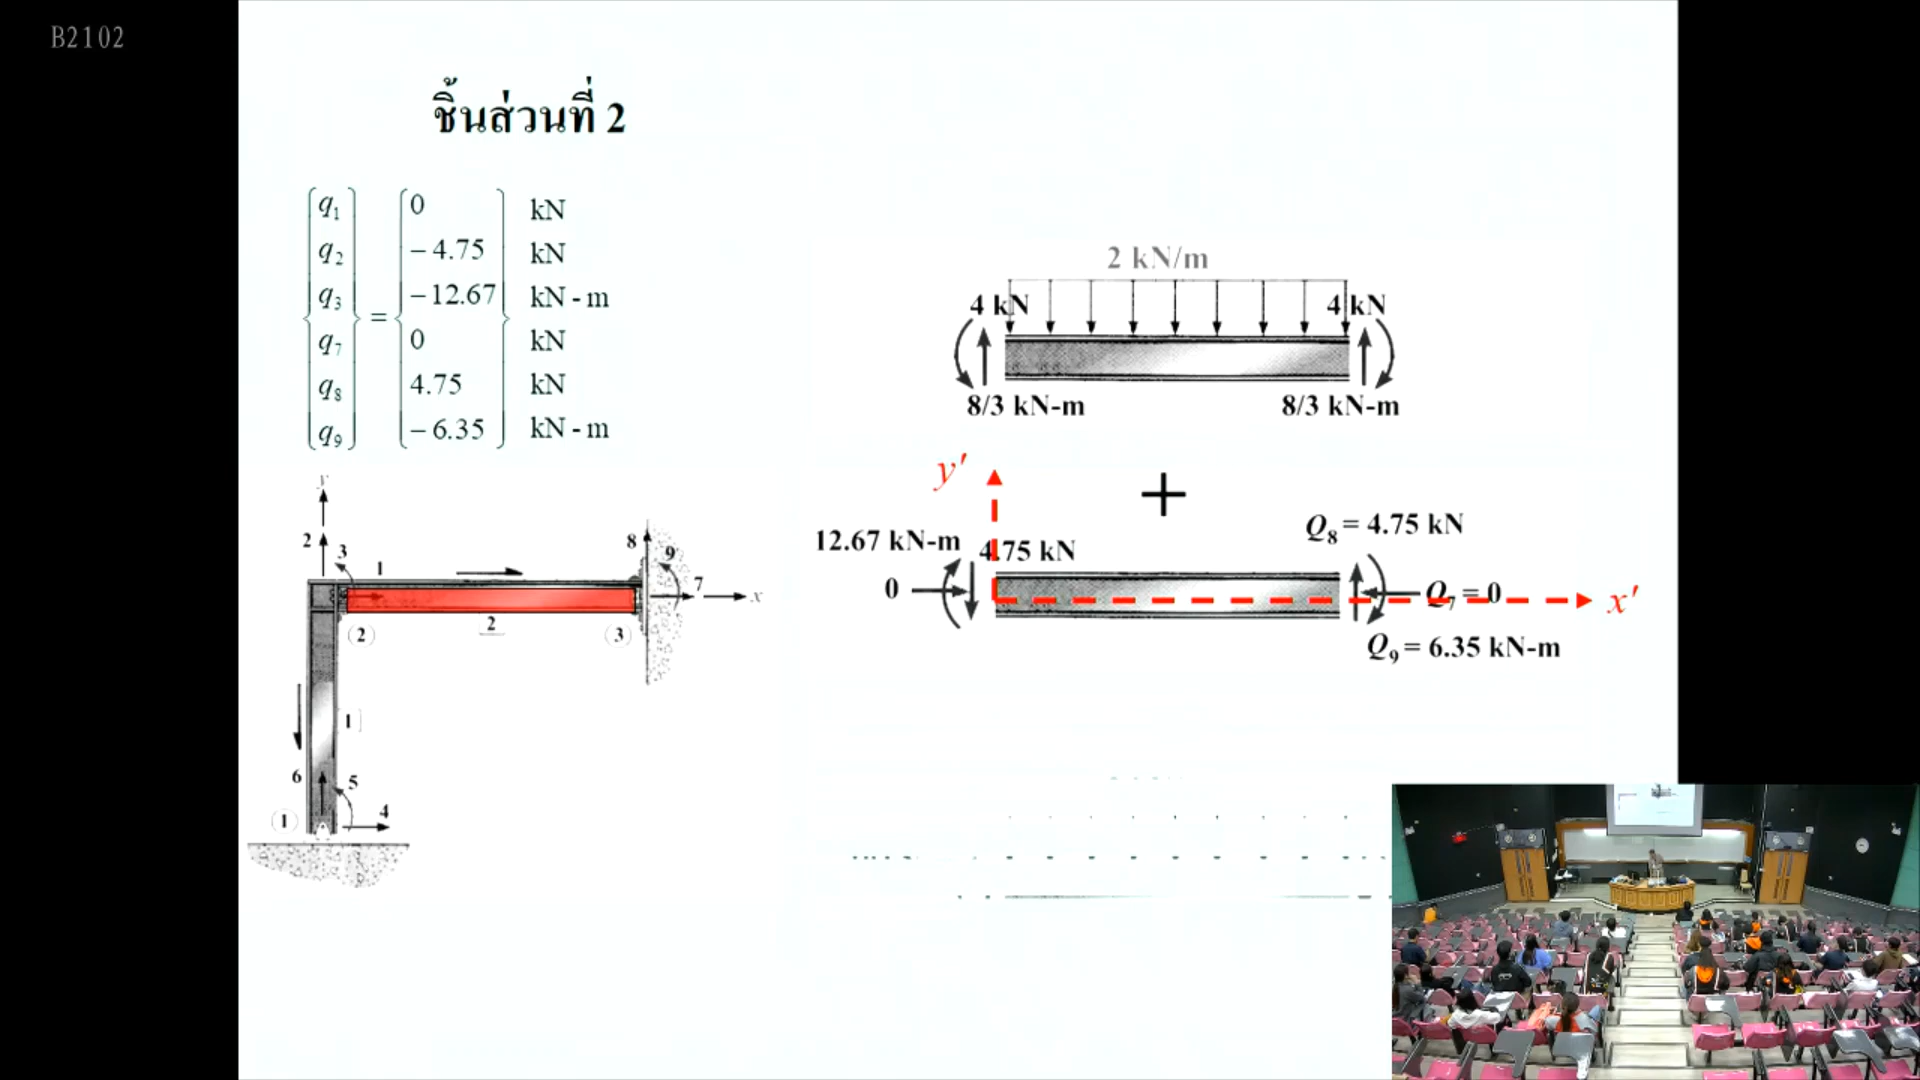 B2102
ชิ้นส่วนที่ 2
q1 0 kN
q2 −4.75 kN
q3 −12.67 kN-m
=
q7 0 kN
q8 4.75 kN
q9 −6.35 kN-m
2 kN/m
4 kN 4 kN
8/3 kN-m 8/3 kN-m
+
y′
12.67 kN-m 4.75 kN
0
Q8 = 4.75 kN
Q7 = 0
x′
Q9 = 6.35 kN-m
y
2 3 1 8 9
7 x
2
(2) (3)
1
6 5
4
(1)